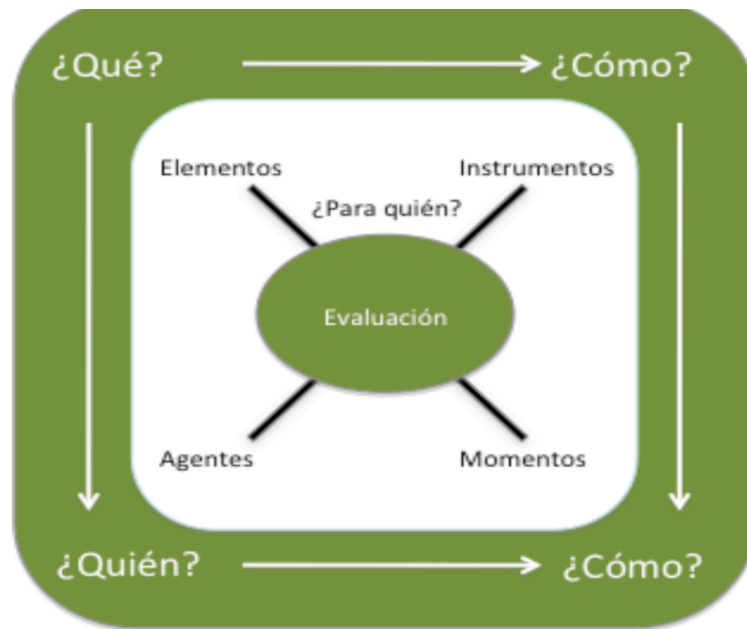 ¿Qué?
¿Cómo?
Elementos
Instrumentos
¿Para quién?
Evaluación
Agentes
Momentos
¿Quién?
¿Cómo?